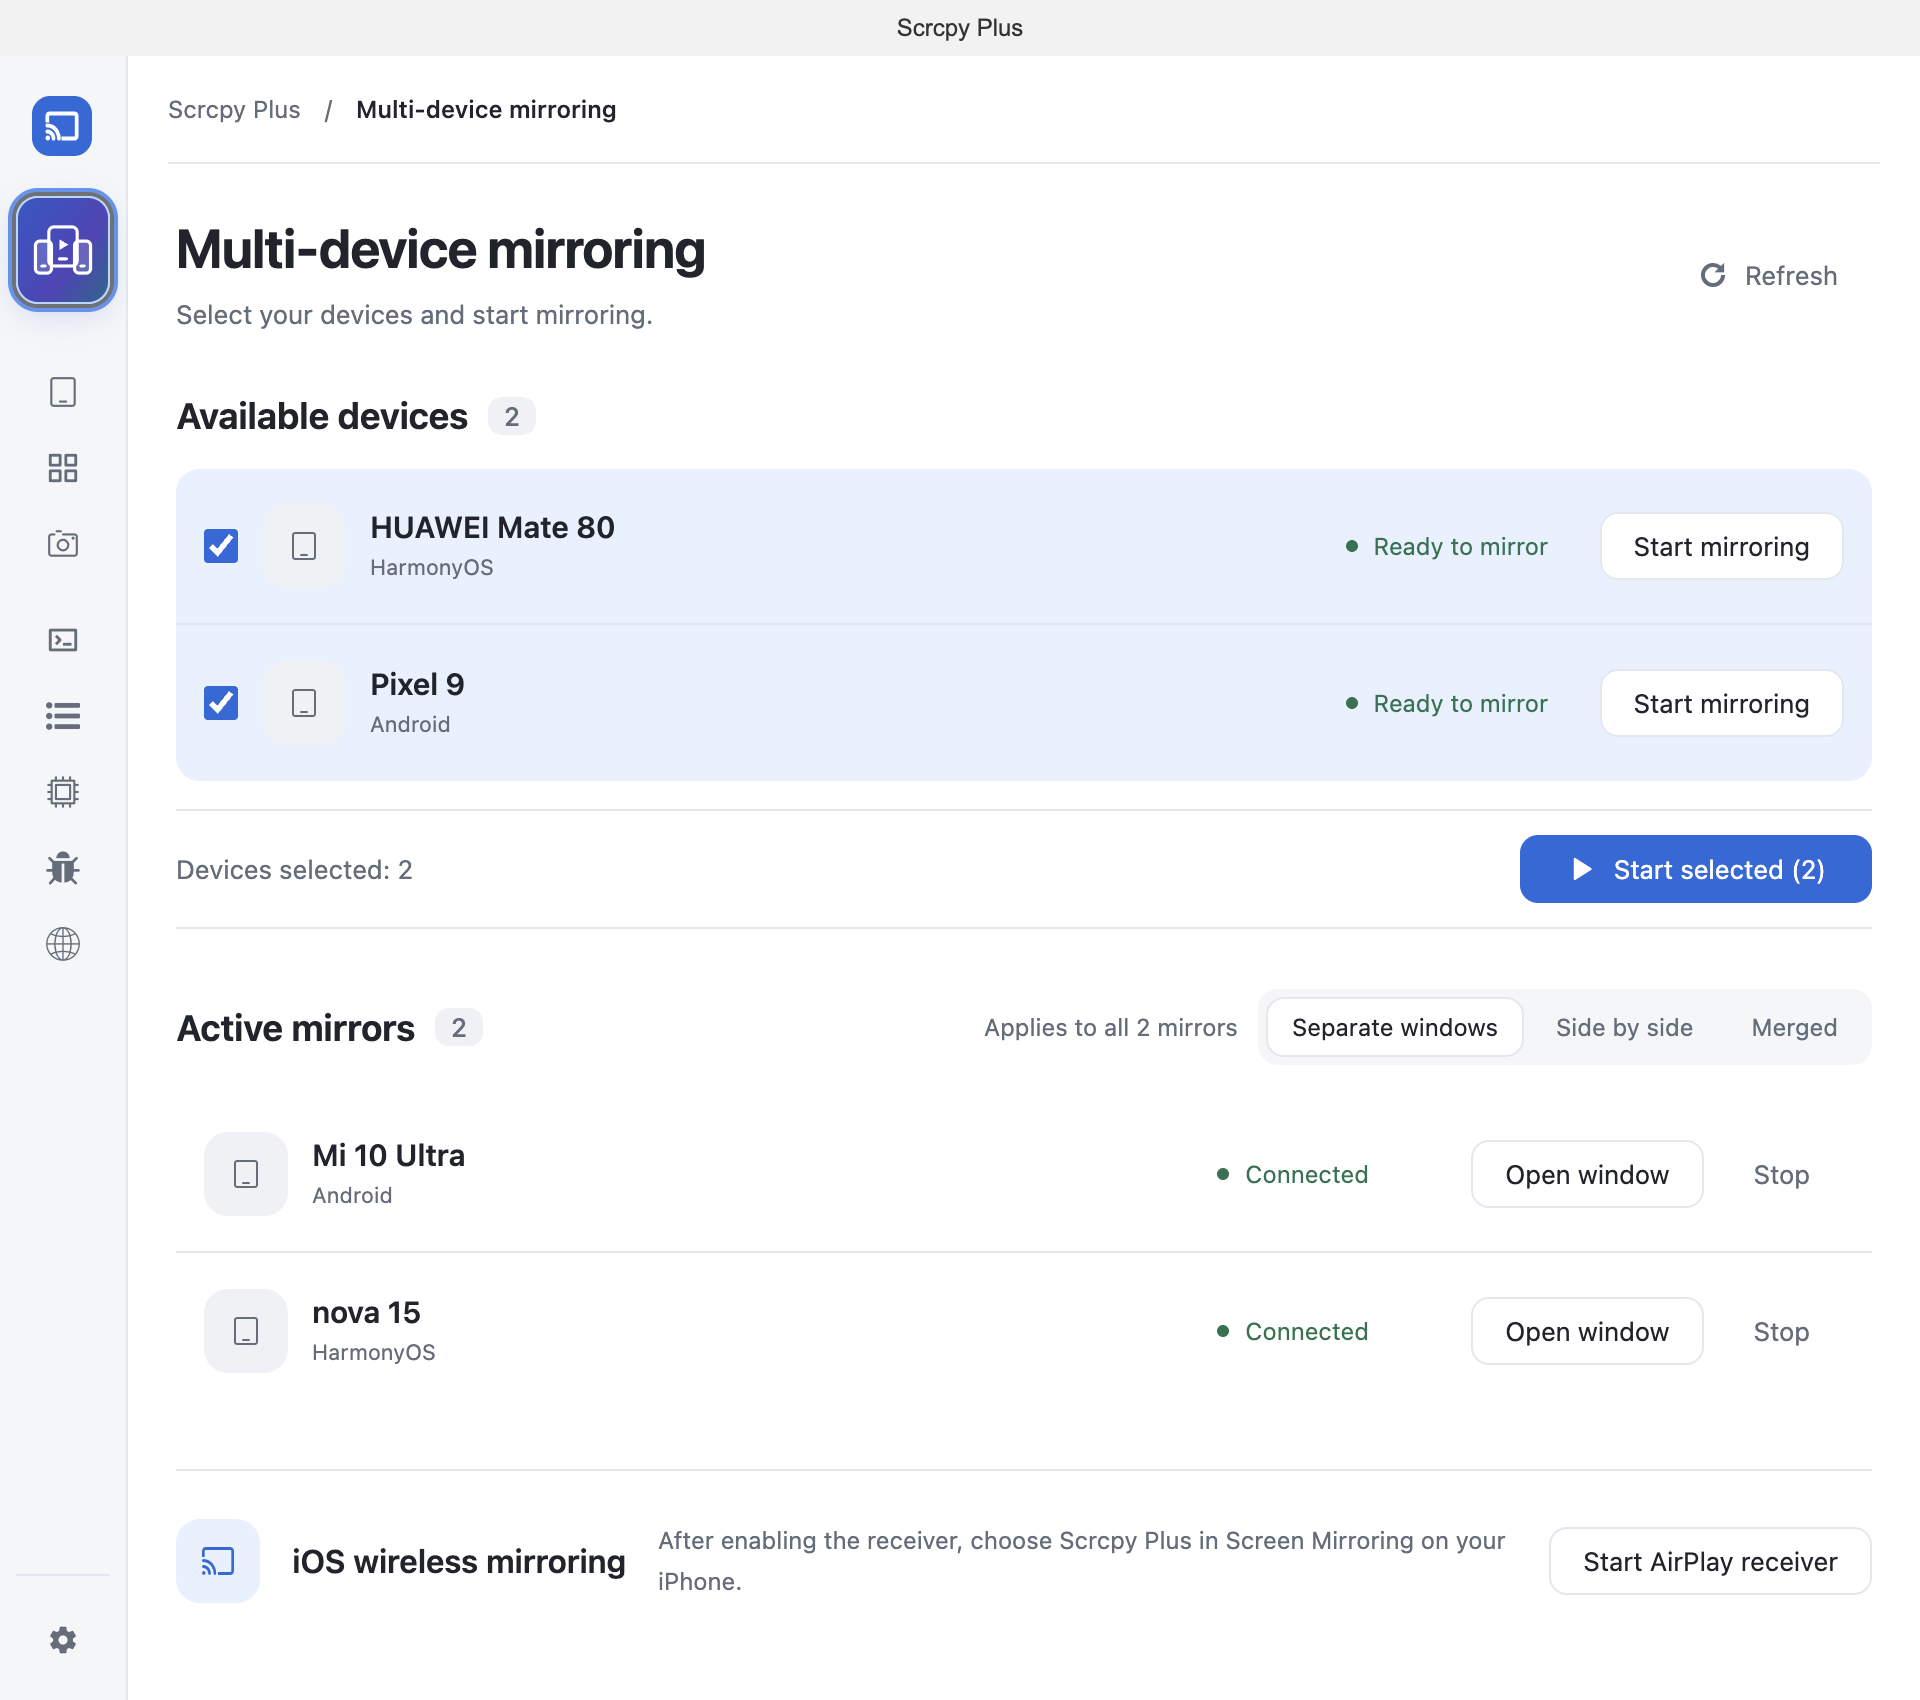 Scrcpy Plus
Scrcpy Plus / Multi-device mirroring
Multi-device mirroring
Select your devices and start mirroring.
Refresh
Available devices 2
HUAWEI Mate 80
HarmonyOS
Ready to mirror
Start mirroring
Pixel 9
Android
Ready to mirror
Start mirroring
Devices selected: 2
Start selected (2)
Active mirrors 2
Applies to all 2 mirrors
Separate windows
Side by side
Merged
Mi 10 Ultra
Android
Connected
Open window
Stop
nova 15
HarmonyOS
Connected
Open window
Stop
iOS wireless mirroring
After enabling the receiver, choose Scrcpy Plus in Screen Mirroring on your
iPhone.
Start AirPlay receiver